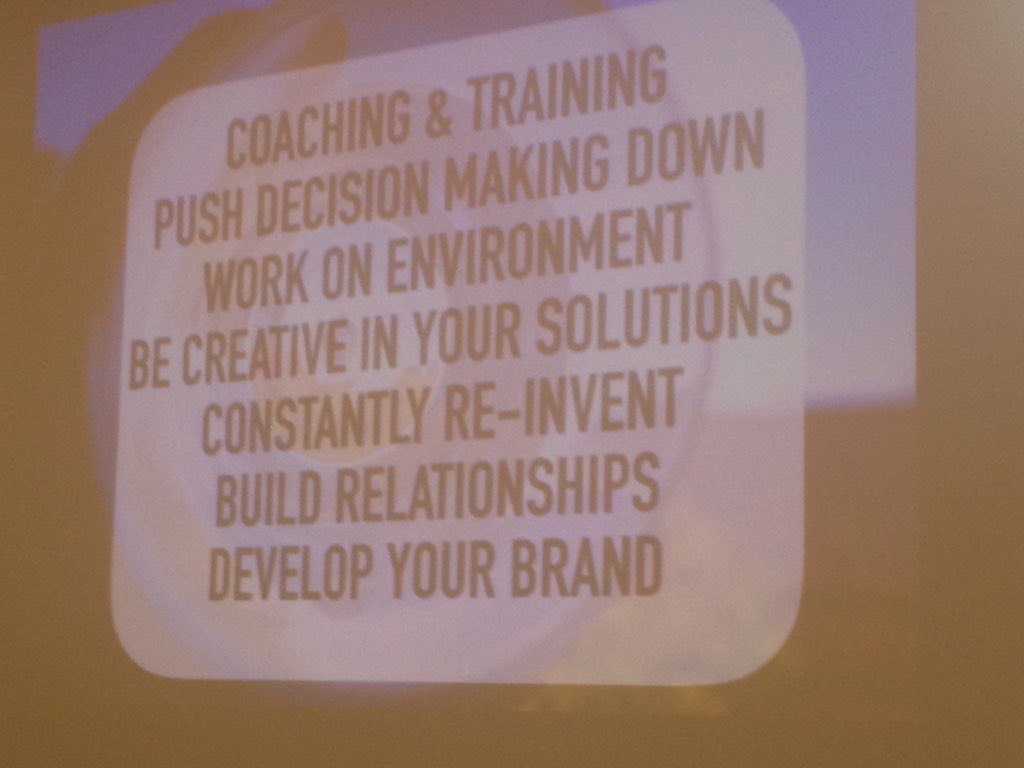 COACHING & TRAINING
PUSH DECISION MAKING DOWN
WORK ON ENVIRONMENT
BE CREATIVE IN YOUR SOLUTIONS
CONSTANTLY RE-INVENT
BUILD RELATIONSHIPS
DEVELOP YOUR BRAND